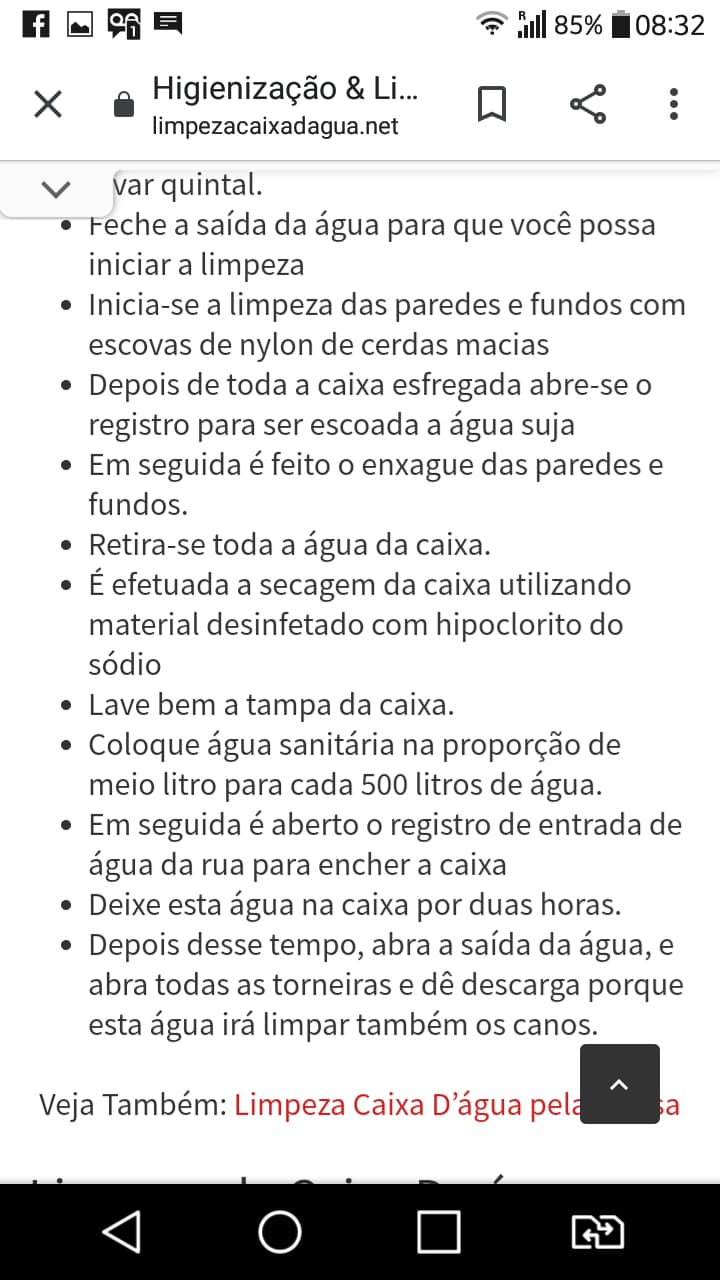 85% 08:32
Higienização & Li...
limpezacaixadagua.net
var quintal.
Feche a saída da água para que você possa
iniciar a limpeza
Inicia-se a limpeza das paredes e fundos com
escovas de nylon de cerdas macias
Depois de toda a caixa esfregada abre-se o
registro para ser escoada a água suja
Em seguida é feito o enxague das paredes e
fundos.
Retira-se toda a água da caixa.
É efetuada a secagem da caixa utilizando
material desinfetado com hipoclorito do
sódio
Lave bem a tampa da caixa.
Coloque água sanitária na proporção de
meio litro para cada 500 litros de água.
Em seguida é aberto o registro de entrada de
água da rua para encher a caixa
Deixe esta água na caixa por duas horas.
Depois desse tempo, abra a saída da água, e
abra todas as torneiras e dê descarga porque
esta água irá limpar também os canos.
Veja Também: Limpeza Caixa D’água pela